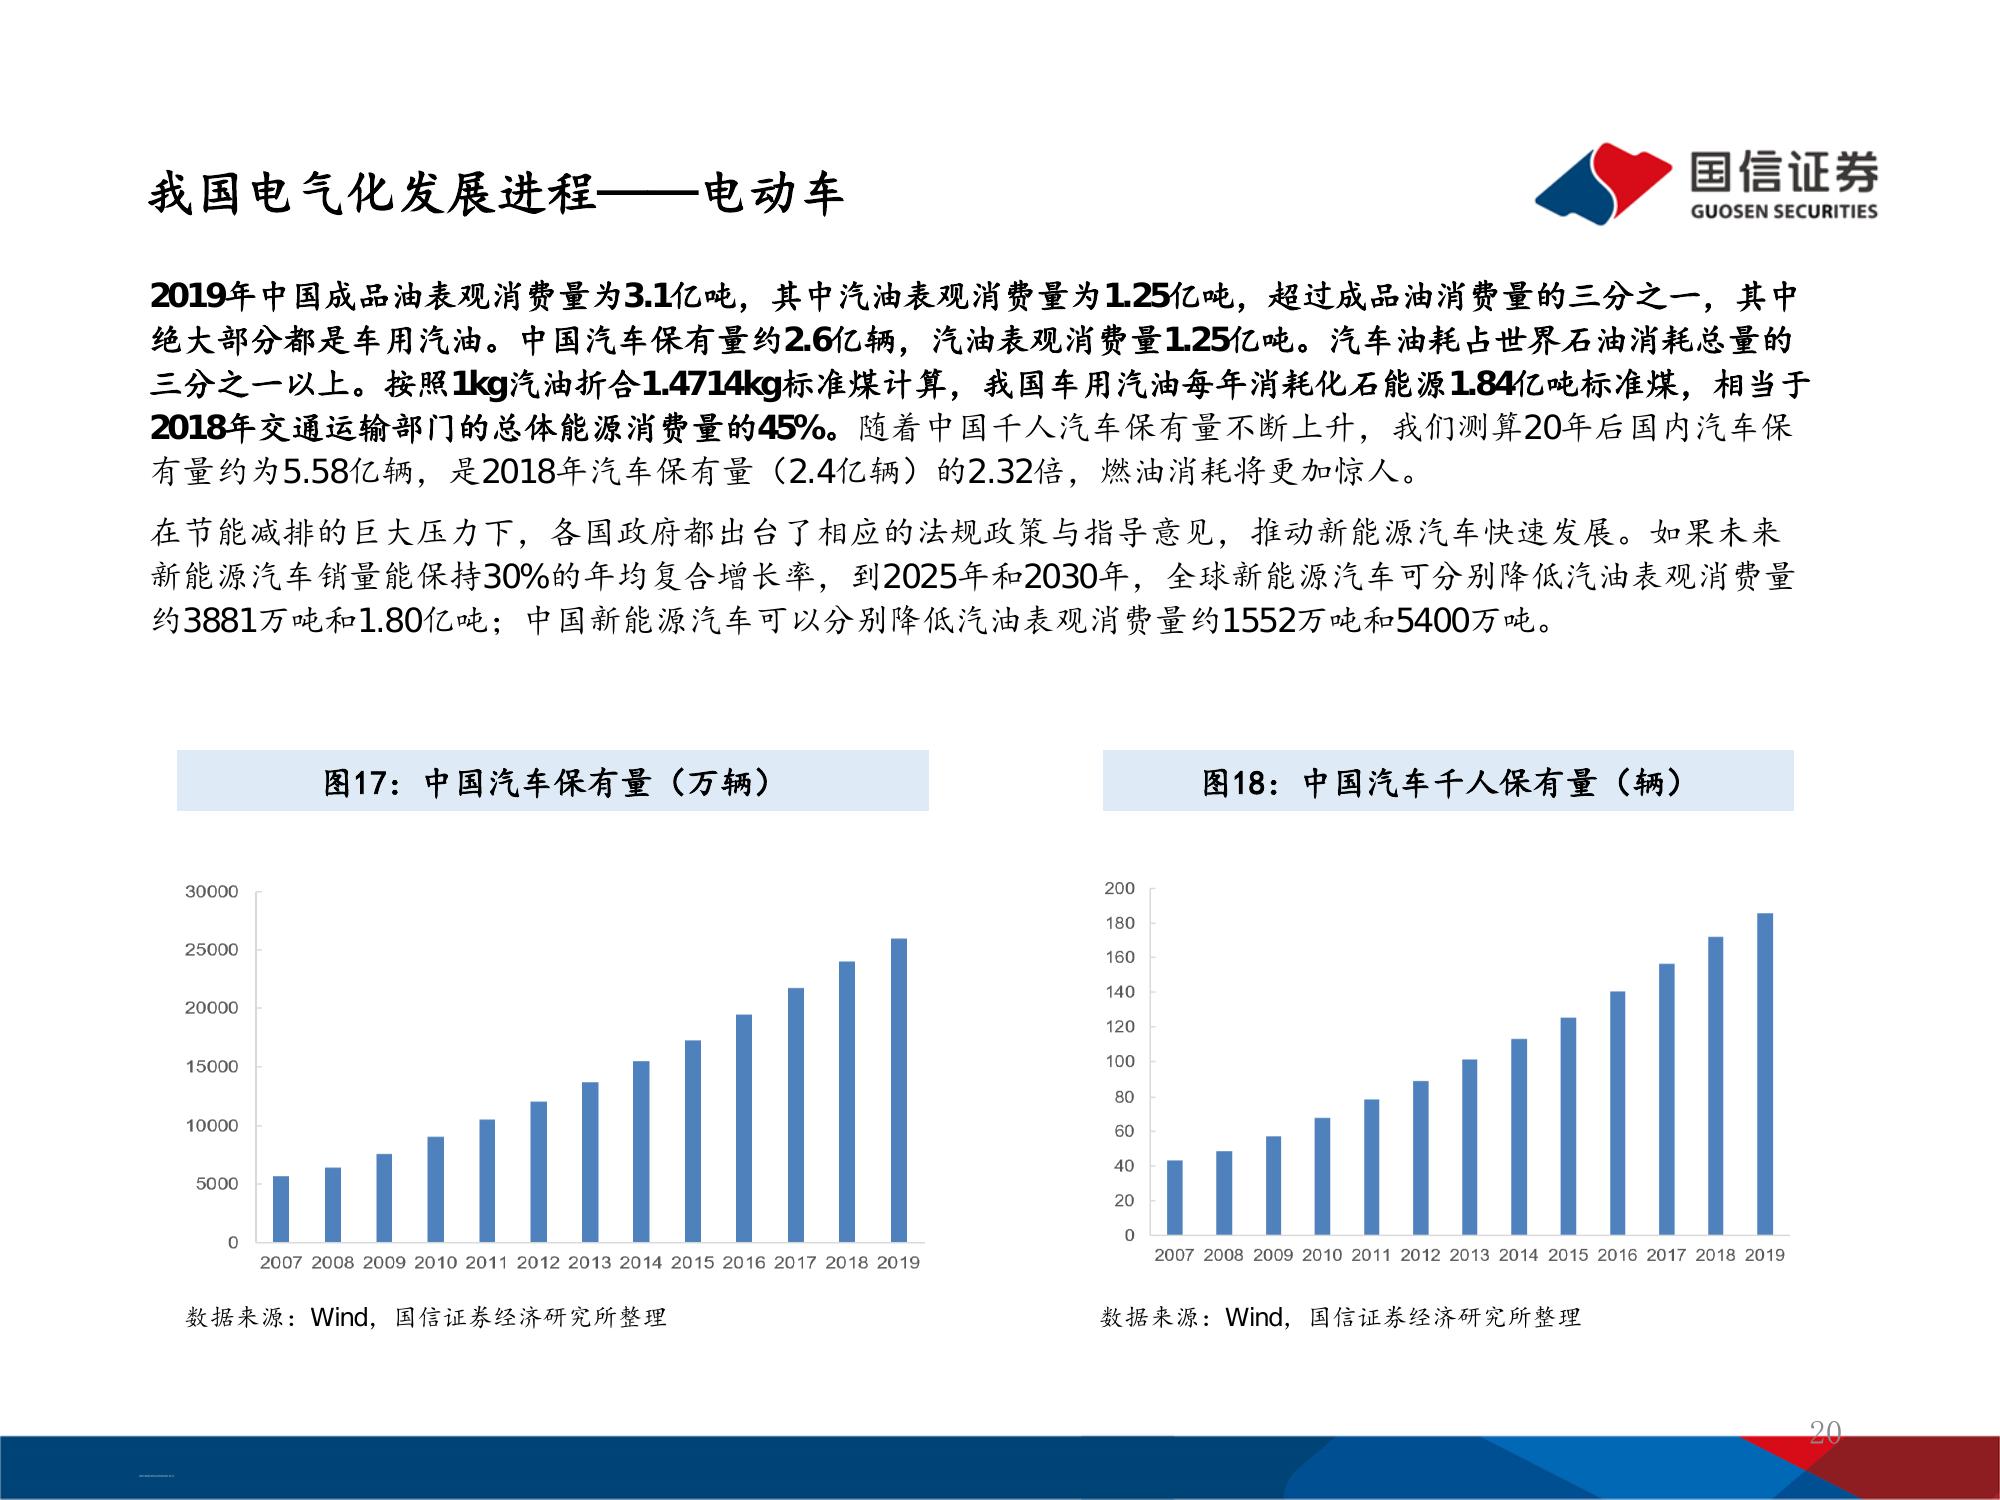 我国电气化发展进程——电动车
国信证券
GUOSEN SECURITIES
2019年中国成品油表观消费量为3.1亿吨，其中汽油表观消费量为1.25亿吨，超过成品油消费量的三分之一，其中
绝大部分都是车用汽油。中国汽车保有量约2.6亿辆，汽油表观消费量1.25亿吨。汽车油耗占世界石油消耗总量的
三分之一以上。按照1kg汽油折合1.4714kg标准煤计算，我国车用汽油每年消耗化石能源1.84亿吨标准煤，相当于
2018年交通运输部门的总体能源消费量的45%。随着中国千人汽车保有量不断上升，我们测算20年后国内汽车保
有量约为5.58亿辆，是2018年汽车保有量（2.4亿辆）的2.32倍，燃油消耗将更加惊人。
在节能减排的巨大压力下，各国政府都出台了相应的法规政策与指导意见，推动新能源汽车快速发展。如果未来
新能源汽车销量能保持30%的年均复合增长率，到2025年和2030年，全球新能源汽车可分别降低汽油表观消费量
约3881万吨和1.80亿吨；中国新能源汽车可以分别降低汽油表观消费量约1552万吨和5400万吨。
图17：中国汽车保有量（万辆）
30000
25000
20000
15000
10000
5000
0
2007 2008 2009 2010 2011 2012 2013 2014 2015 2016 2017 2018 2019
数据来源：Wind，国信证券经济研究所整理
图18：中国汽车千人保有量（辆）
200
180
160
140
120
100
80
60
40
20
0
2007 2008 2009 2010 2011 2012 2013 2014 2015 2016 2017 2018 2019
数据来源：Wind，国信证券经济研究所整理
20